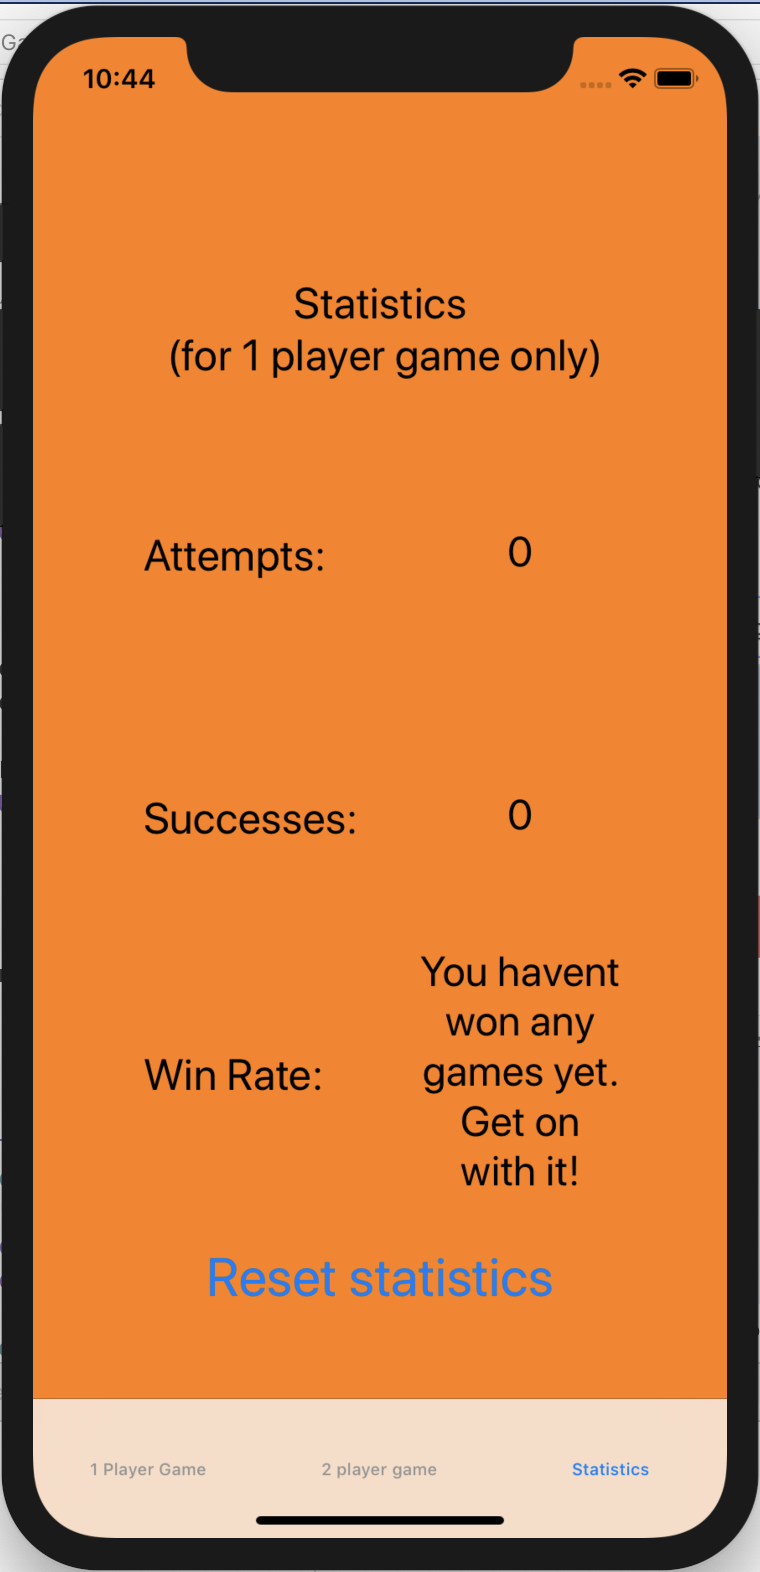 10:44
Statistics
(for 1 player game only)
Attempts: 0
Successes: 0
Win Rate:
You havent
won any
games yet.
Get on
with it!
Reset statistics
1 Player Game 2 player game Statistics